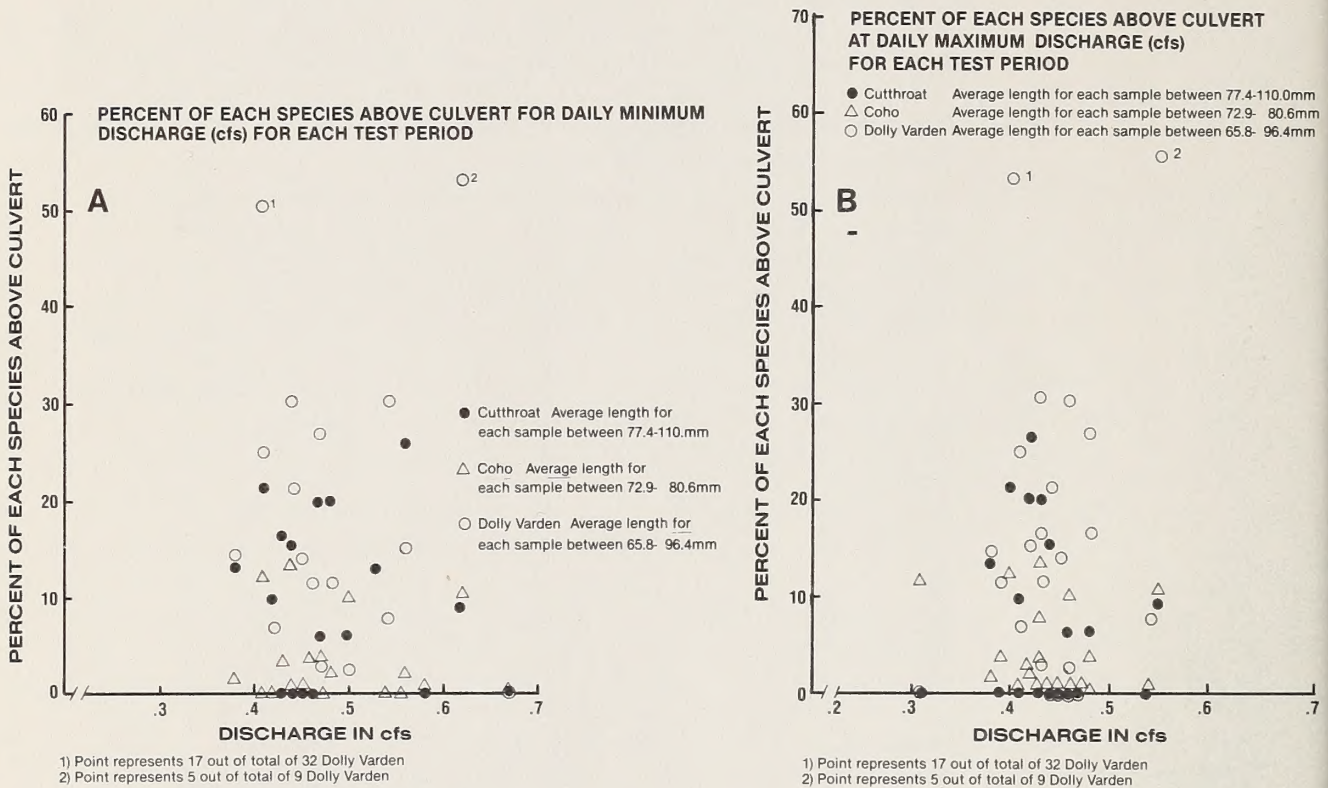 PERCENT OF EACH SPECIES ABOVE CULVERT FOR DAILY MINIMUM
DISCHARGE (cfs) FOR EACH TEST PERIOD
A
PERCENT OF EACH SPECIES ABOVE CULVERT
60
50
40
30
20
10
0
1
2
● Cutthroat Average length for
each sample between 77.4-110.mm
△ Coho Average length for
each sample between 72.9- 80.6mm
○ Dolly Varden Average length for
each sample between 65.8- 96.4mm
.3 .4 .5 .6 .7
DISCHARGE IN cfs
1) Point represents 17 out of total of 32 Dolly Varden
2) Point represents 5 out of total of 9 Dolly Varden
PERCENT OF EACH SPECIES ABOVE CULVERT
AT DAILY MAXIMUM DISCHARGE (cfs)
FOR EACH TEST PERIOD
● Cutthroat Average length for each sample between 77.4-110.0mm
△ Coho Average length for each sample between 72.9- 80.6mm
○ Dolly Varden Average length for each sample between 65.8- 96.4mm
B
PERCENT OF EACH SPECIES ABOVE CULVERT
70
60
50
40
30
20
10
0
1
2
.2 .3 .4 .5 .6 .7
DISCHARGE IN cfs
1) Point represents 17 out of total of 32 Dolly Varden
2) Point represents 5 out of total of 9 Dolly Varden